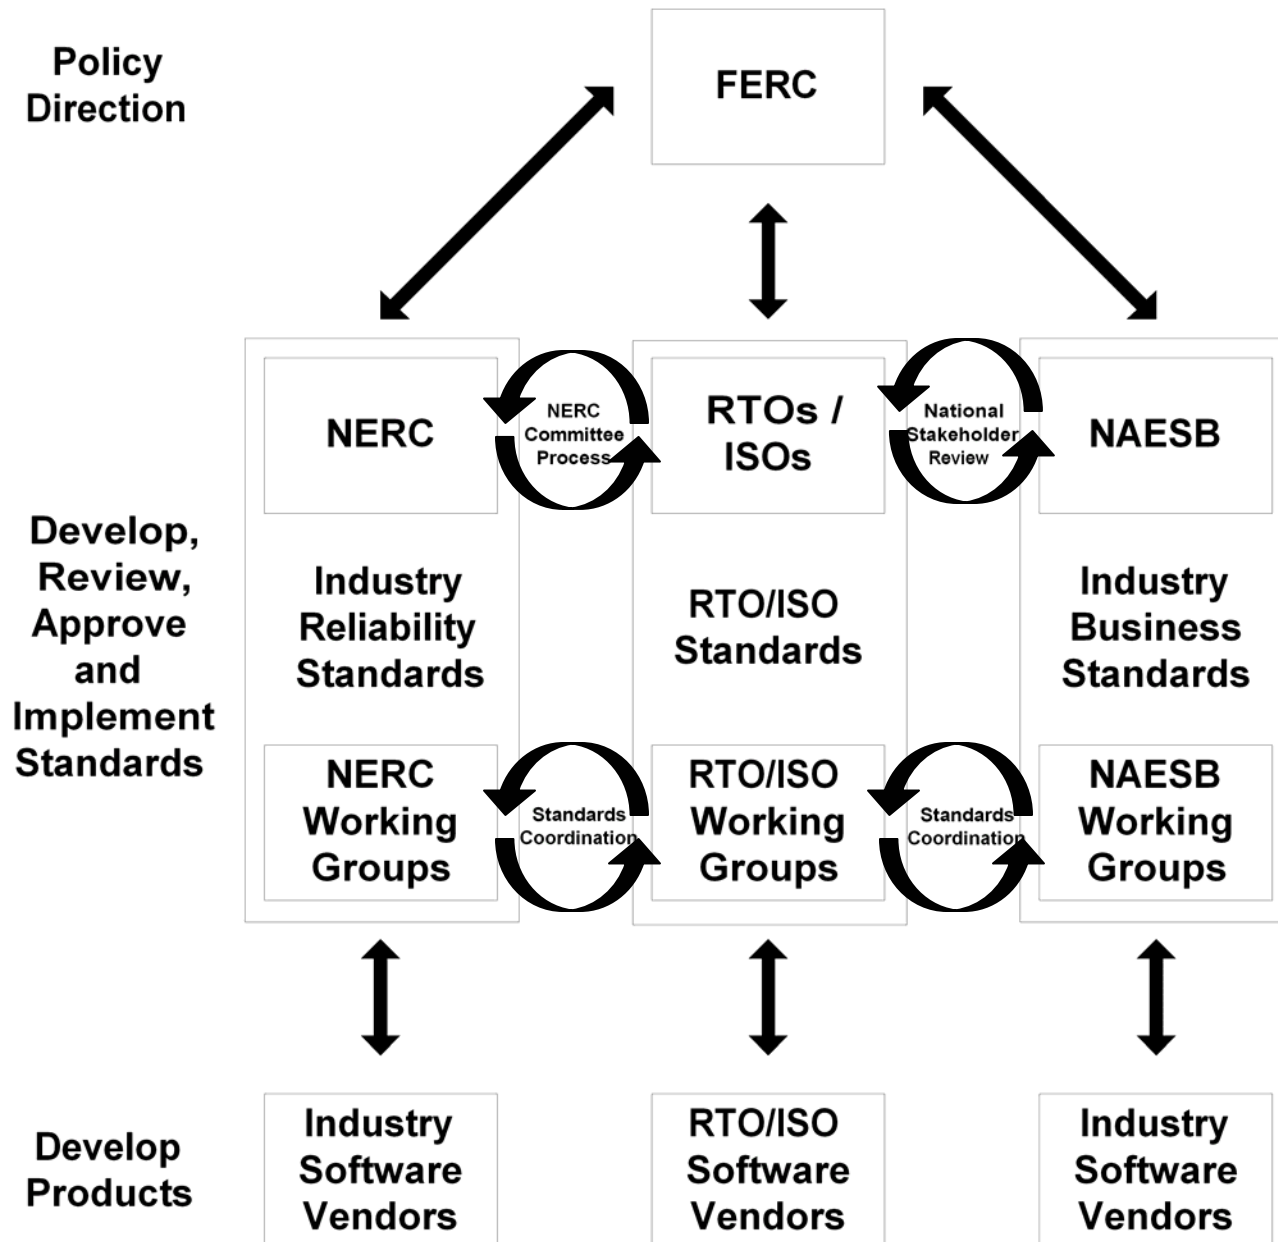 Policy
Direction
FERC
NERC
NERC
Committee
Process
RTOs /
ISOs
National
Stakeholder
Review
NAESB
Develop,
Review,
Approve
and
Implement
Standards
Industry
Reliability
Standards
RTO/ISO
Standards
Industry
Business
Standards
NERC
Working
Groups
Standards
Coordination
RTO/ISO
Working
Groups
Standards
Coordination
NAESB
Working
Groups
Develop
Products
Industry
Software
Vendors
RTO/ISO
Software
Vendors
Industry
Software
Vendors